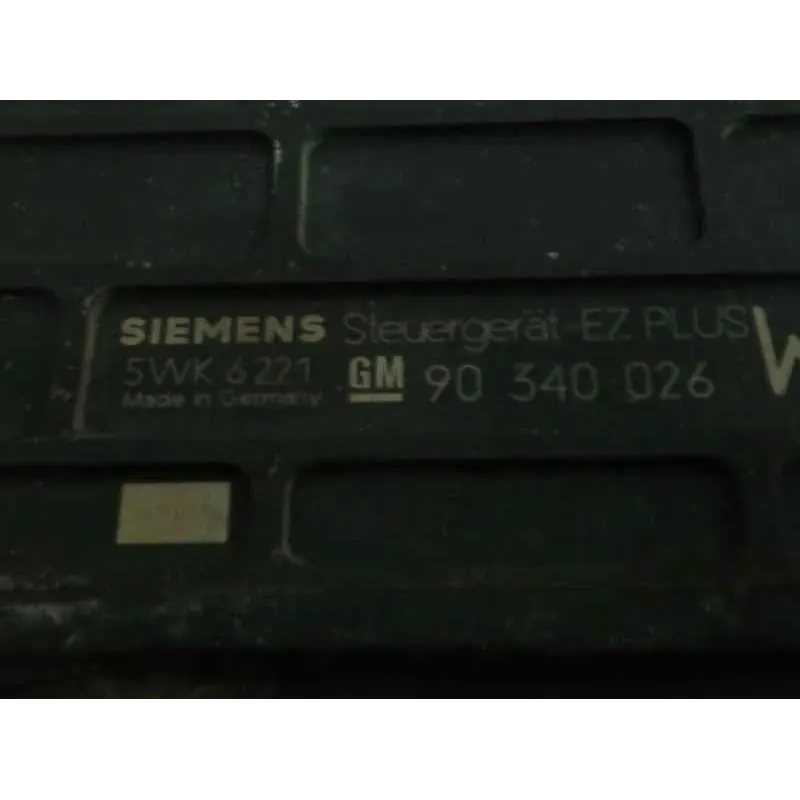 SIEMENS Steuergerät-EZ PLUS W
5WK 6221 GM 90 340 026
Made in Germany